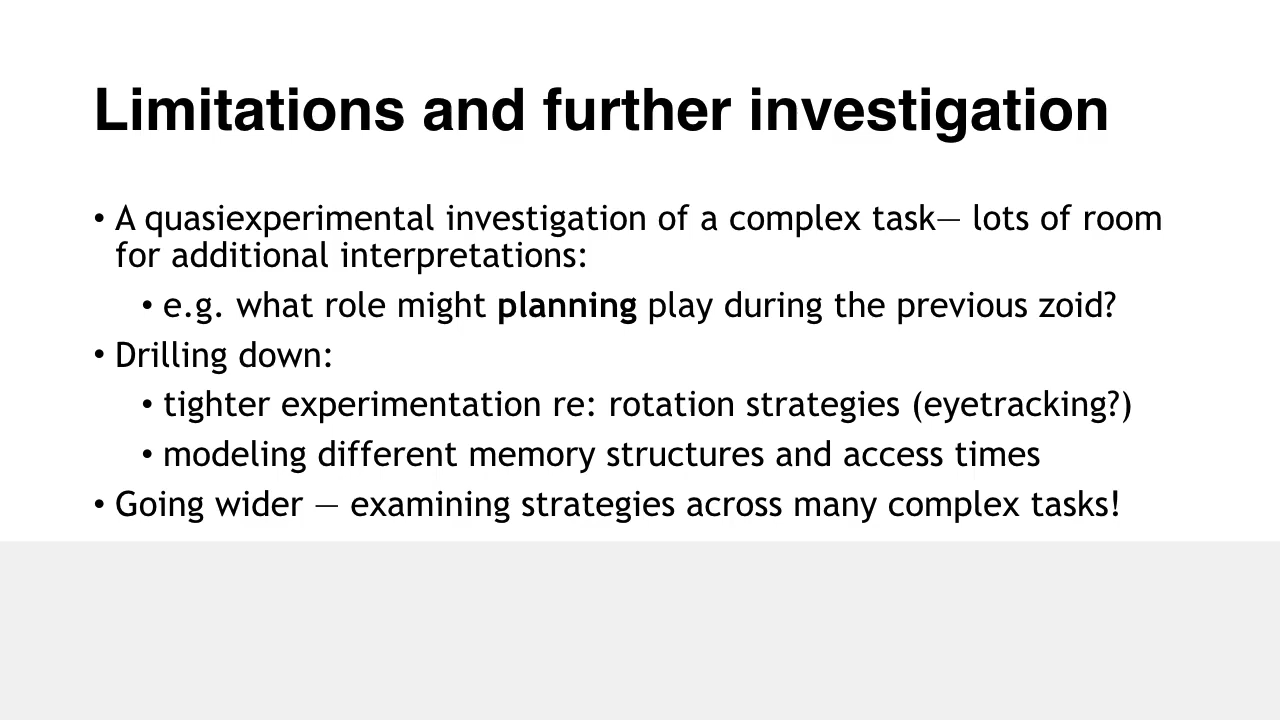 Limitations and further investigation
• A quasiexperimental investigation of a complex task— lots of room
for additional interpretations:
• e.g. what role might planning play during the previous zoid?
• Drilling down:
• tighter experimentation re: rotation strategies (eyetracking?)
• modeling different memory structures and access times
• Going wider — examining strategies across many complex tasks!